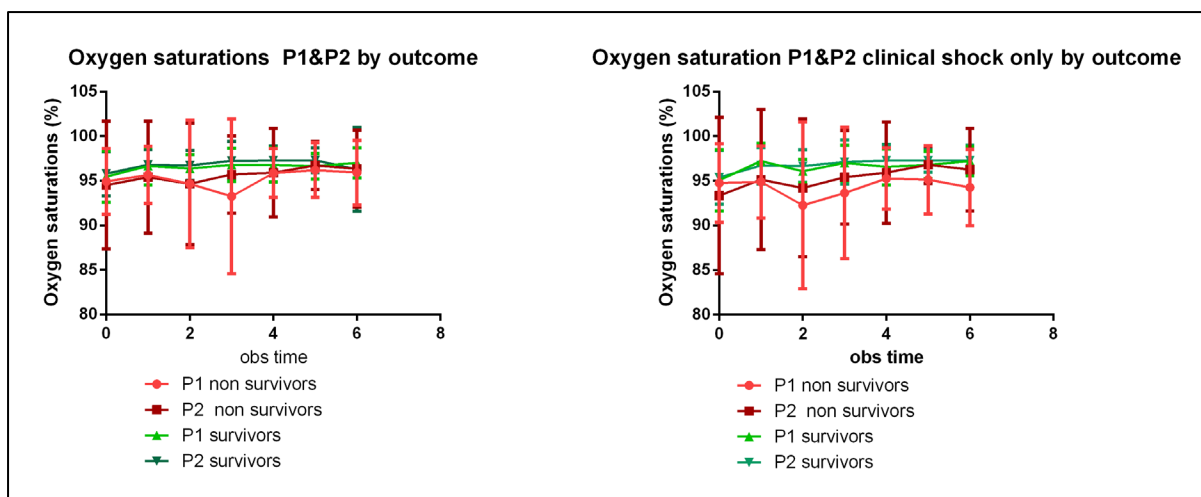 Oxygen saturations P1&P2 by outcome
Oxygen saturations (%)
105
100
95
90
85
80
0
2
4
6
8
obs time
P1 non survivors
P2 non survivors
P1 survivors
P2 survivors
Oxygen saturation P1&P2 clinical shock only by outcome
Oxygen saturations (%)
105
100
95
90
85
80
0
2
4
6
8
obs time
P1 non survivors
P2 non survivors
P1 survivors
P2 survivors